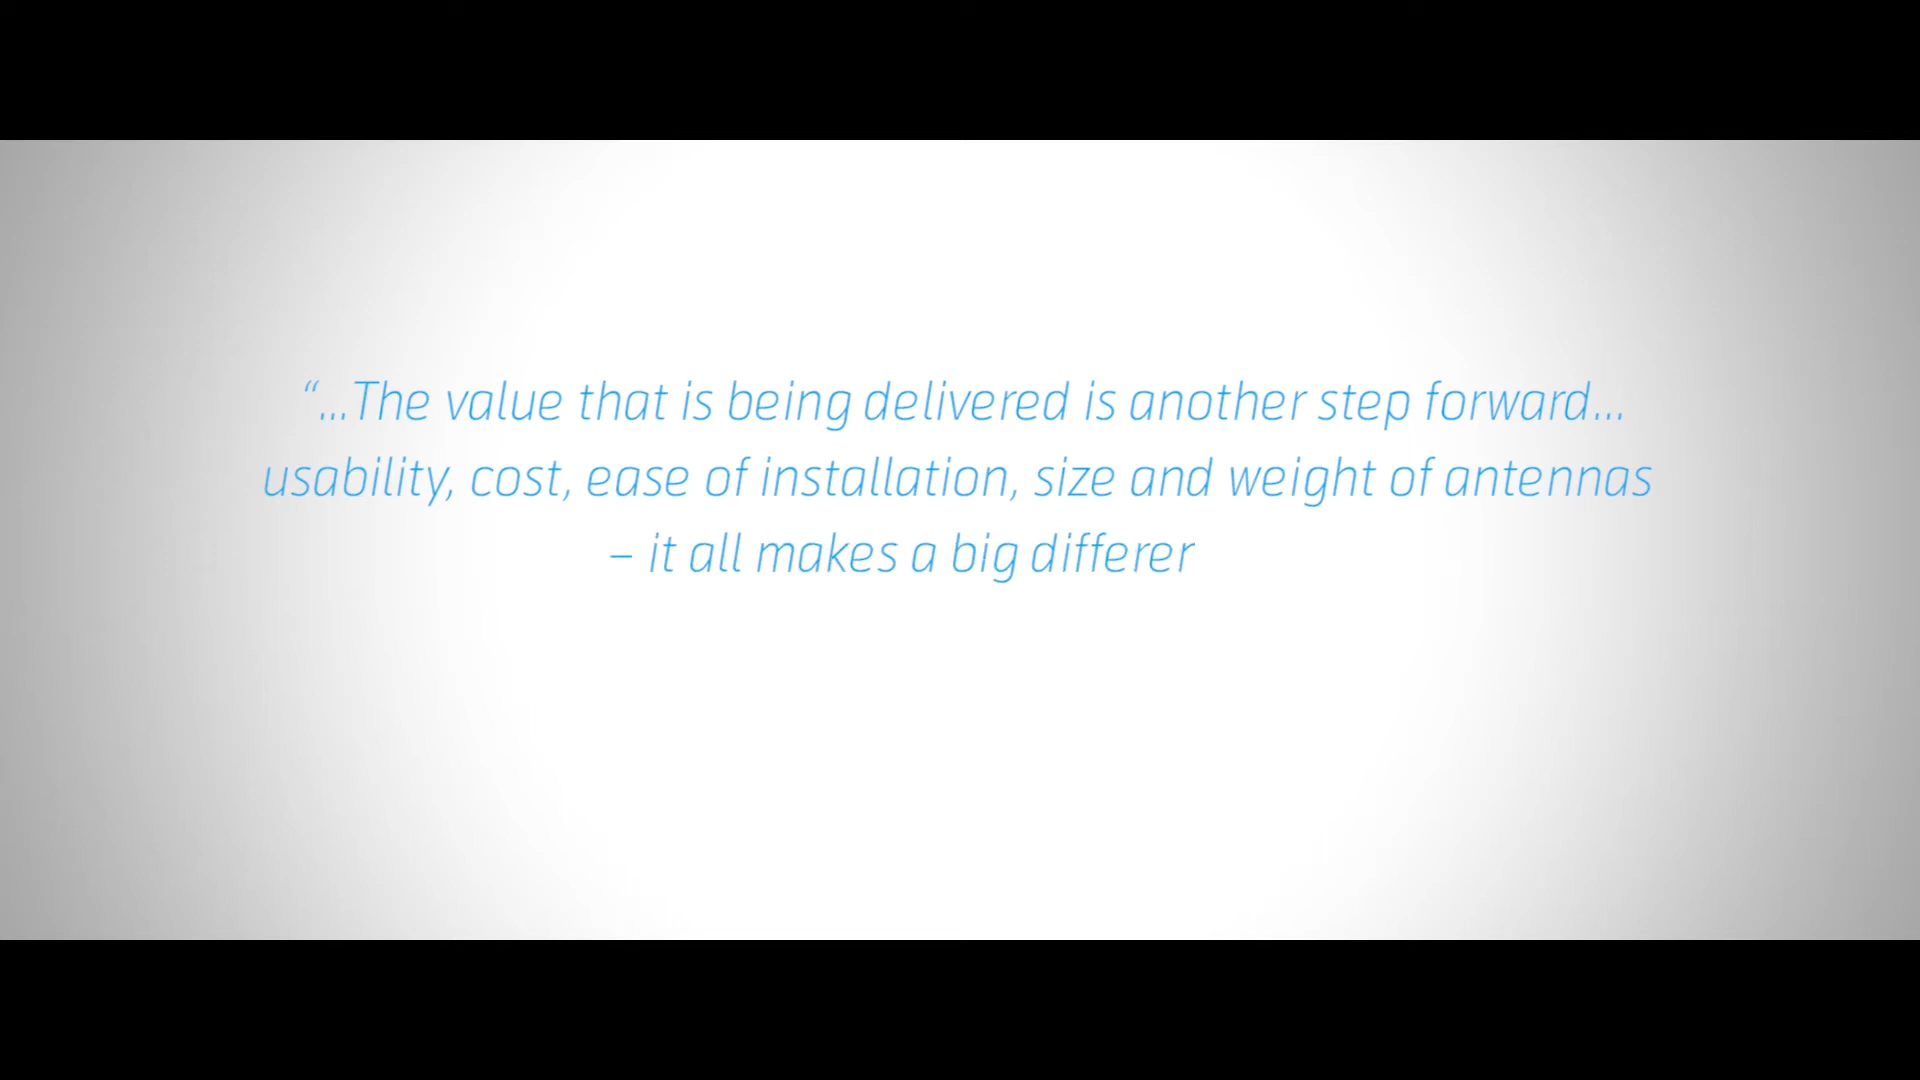 “...The value that is being delivered is another step forward...
usability, cost, ease of installation, size and weight of antennas
– it all makes a big differer